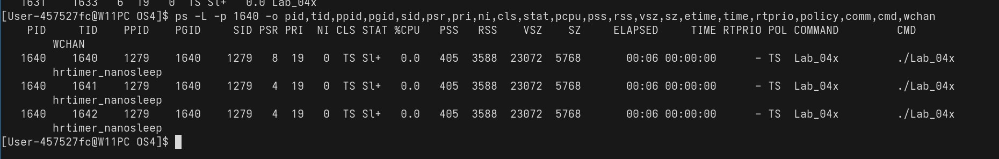 1631    1633   6  19   0  TS Sl+   0.0 Lab_04x
[User-457527fc@W11PC OS4]$ ps -L -p 1640 -o pid,tid,ppid,pgid,sid,psr,pri,ni,cls,stat,pcpu,pss,rss,vsz,sz,etime,time,rtprio,policy,comm,cmd,wchan
    PID     TID    PPID    PGID     SID PSR PRI  NI CLS STAT %CPU   PSS   RSS    VSZ    SZ     ELAPSED     TIME RTPRIO POL COMMAND         CMD
        WCHAN
   1640    1640    1279    1640    1279   8  19   0  TS Sl+   0.0   405  3588  23072  5768       00:06 00:00:00      - TS  Lab_04x         ./Lab_04x
        hrtimer_nanosleep
   1640    1641    1279    1640    1279   4  19   0  TS Sl+   0.0   405  3588  23072  5768       00:06 00:00:00      - TS  Lab_04x         ./Lab_04x
        hrtimer_nanosleep
   1640    1642    1279    1640    1279   4  19   0  TS Sl+   0.0   405  3588  23072  5768       00:06 00:00:00      - TS  Lab_04x         ./Lab_04x
        hrtimer_nanosleep
[User-457527fc@W11PC OS4]$